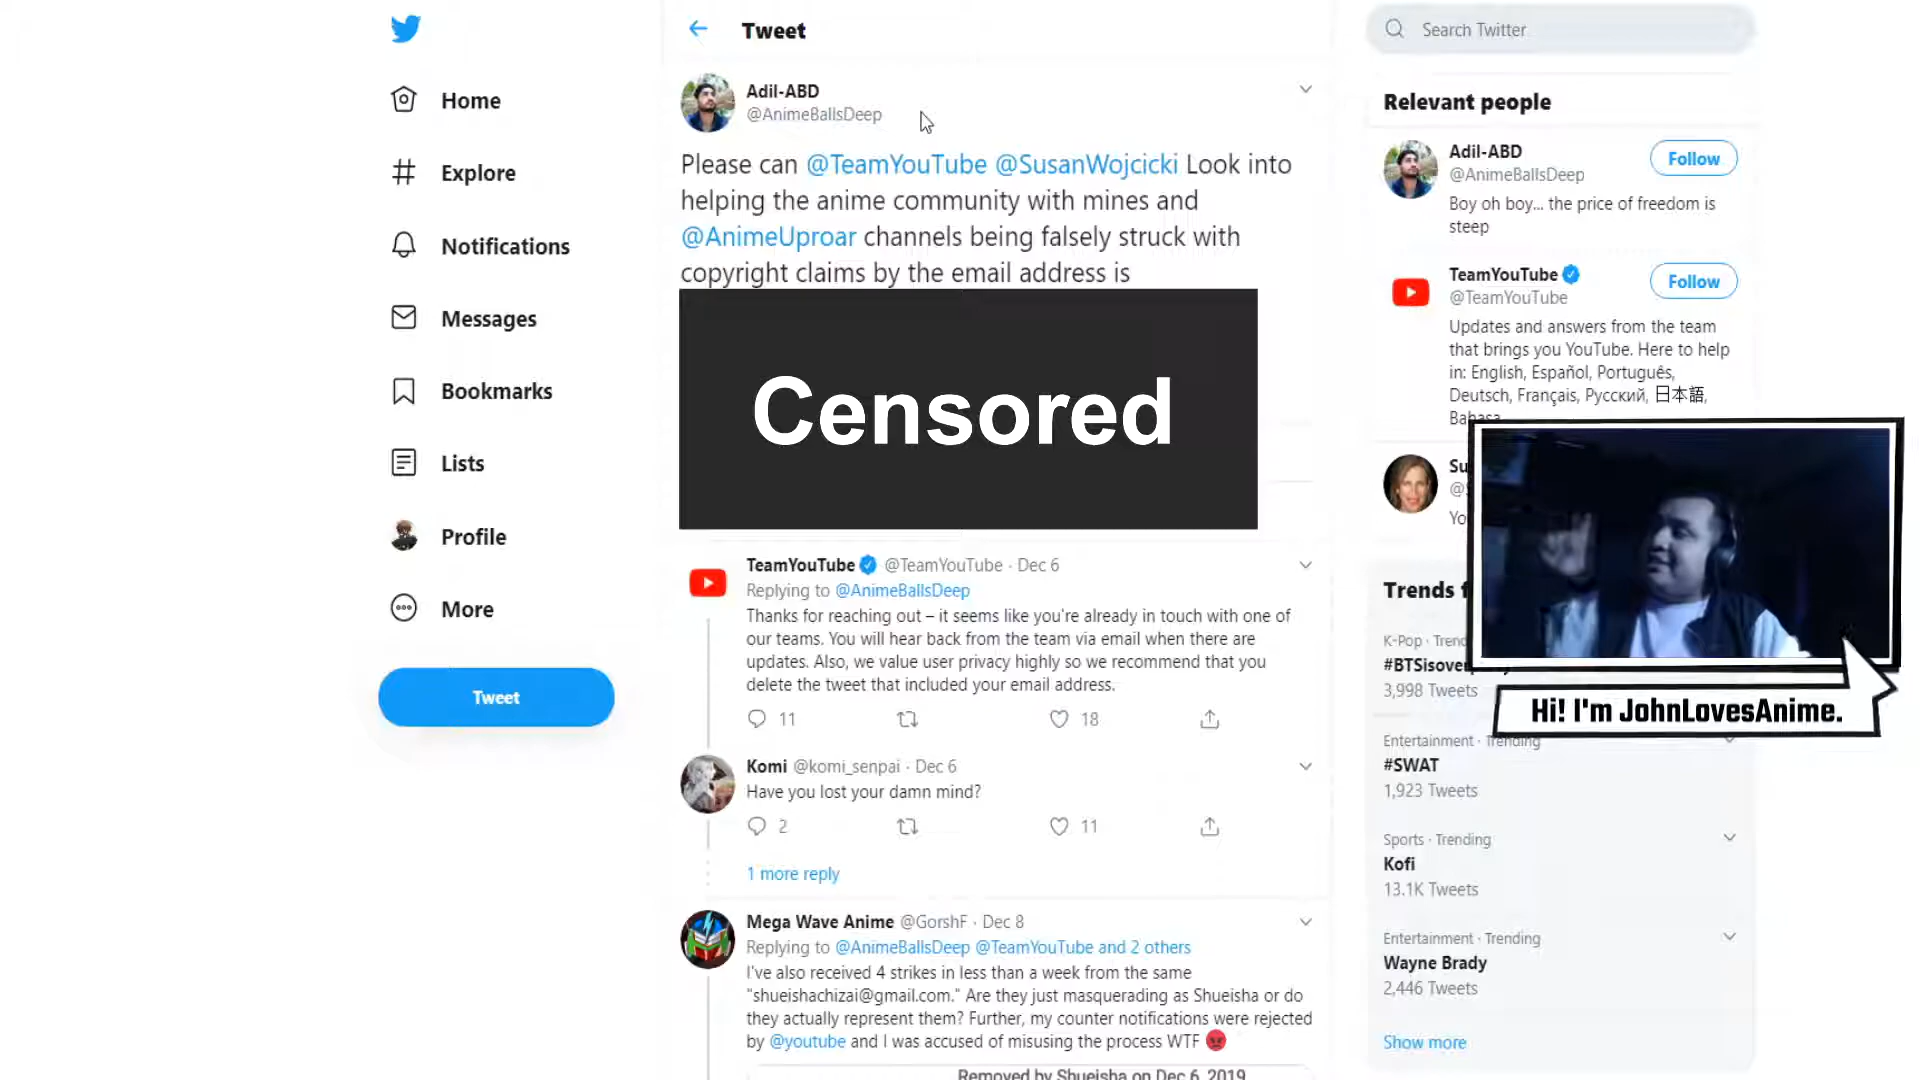 Home
Explore
Notifications
Messages
Bookmarks
Lists
Profile
More
Tweet
Tweet
Adil-ABD
@AnimeBallsDeep
Please can @TeamYouTube @SusanWojcicki Look into
helping the anime community with mines and
@AnimeUproar channels being falsely struck with
copyright claims by the email address is
Censored
TeamYouTube @TeamYouTube · Dec 6
Replying to @AnimeBallsDeep
Thanks for reaching out – it seems like you're already in touch with one of
our teams. You will hear back from the team via email when there are
updates. Also, we value user privacy highly so we recommend that you
delete the tweet that included your email address.
11
18
Komi @komi_senpai · Dec 6
Have you lost your damn mind?
2
11
1 more reply
Mega Wave Anime @GorshF · Dec 8
Replying to @AnimeBallsDeep @TeamYouTube and 2 others
I've also received 4 strikes in less than a week from the same
"shueishachizai@gmail.com." Are they just masquerading as Shueisha or do
they actually represent them? Further, my counter notifications were rejected
by @youtube and I was accused of misusing the process WTF
Removed by Shueisha on Dec 6, 2019
Search Twitter
Relevant people
Adil-ABD
@AnimeBallsDeep
Follow
Boy oh boy... the price of freedom is
steep
TeamYouTube
@TeamYouTube
Follow
Updates and answers from the team
that brings you YouTube. Here to help
in: English, Español, Português,
Deutsch, Français, Русский, 日本語,
Bahasa
Su
@S
Yo
Hi! I'm JohnLovesAnime.
Trends f
K-Pop · Trend
#BTSisover
3,998 Tweets
Entertainment · Trending
#SWAT
1,923 Tweets
Sports · Trending
Kofi
13.1K Tweets
Entertainment · Trending
Wayne Brady
2,446 Tweets
Show more